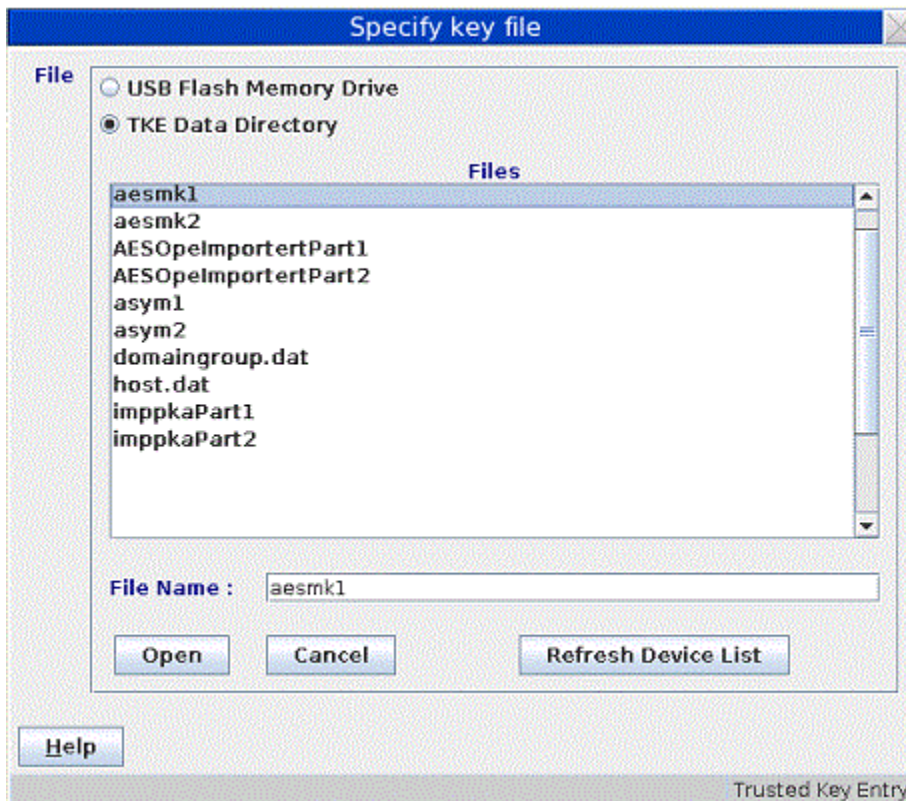 Specify key file
File
USB Flash Memory Drive
TKE Data Directory
Files
aesmk1
aesmk2
AESOpeImportertPart1
AESOpeImportertPart2
asym1
asym2
domaingroup.dat
host.dat
imppkaPart1
imppkaPart2
File Name : aesmk1
Open Cancel Refresh Device List
Help
Trusted Key Entry